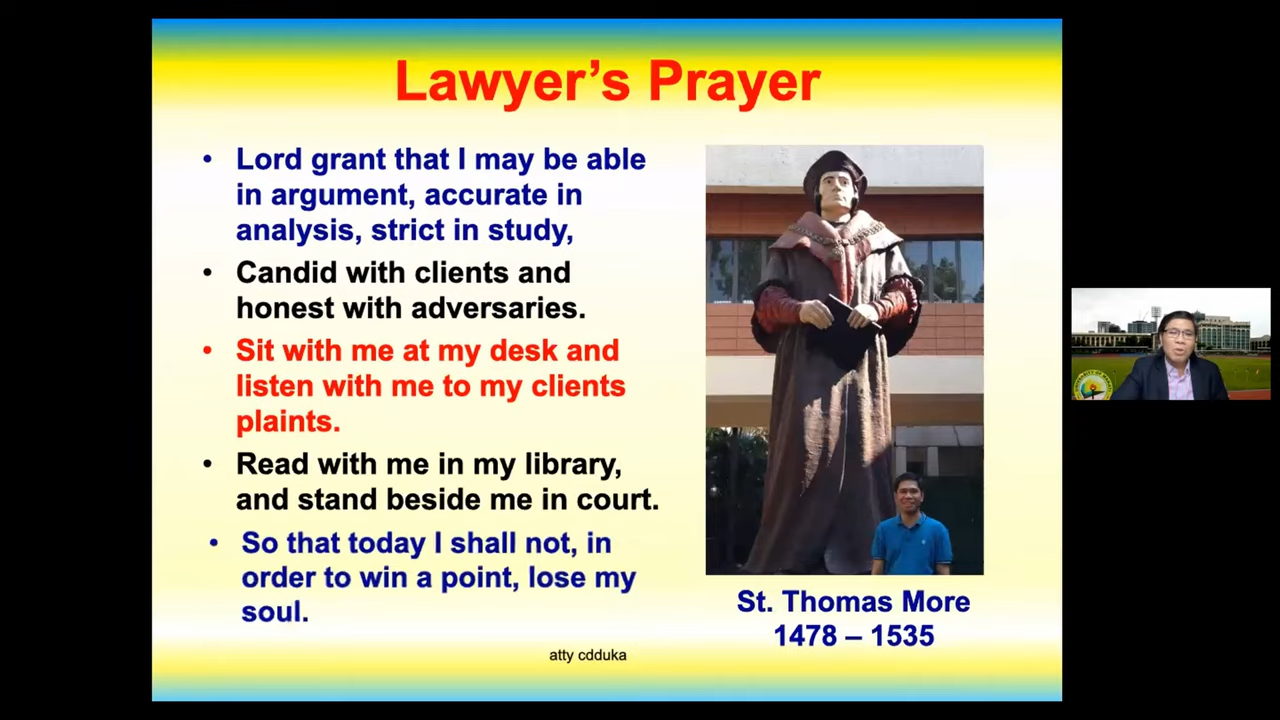 Lawyer’s Prayer
• Lord grant that I may be able
in argument, accurate in
analysis, strict in study,
• Candid with clients and
honest with adversaries.
• Sit with me at my desk and
listen with me to my clients
plaints.
• Read with me in my library,
and stand beside me in court.
• So that today I shall not, in
order to win a point, lose my
soul.
St. Thomas More
1478 – 1535
atty cdduka